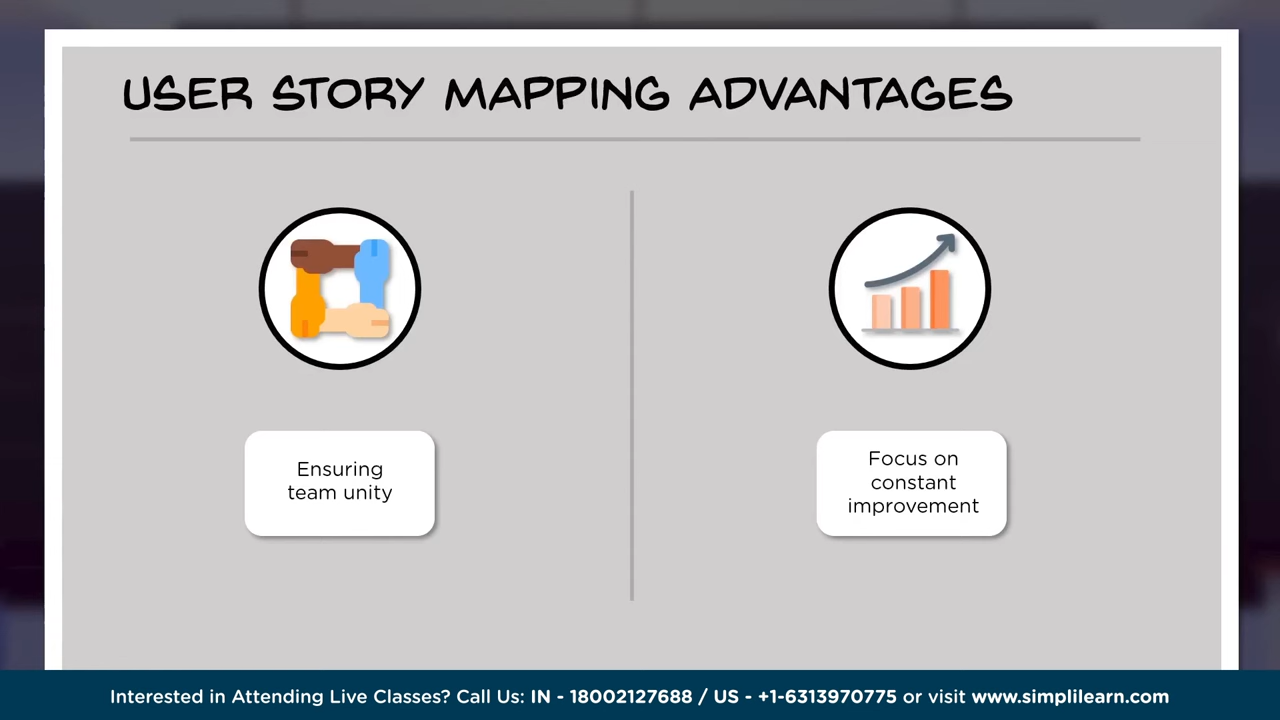 USER STORY MAPPING ADVANTAGES
Ensuring
team unity
Focus on
constant
improvement
Interested in Attending Live Classes? Call Us: IN - 18002127688 / US - +1-6313970775 or visit www.simplilearn.com